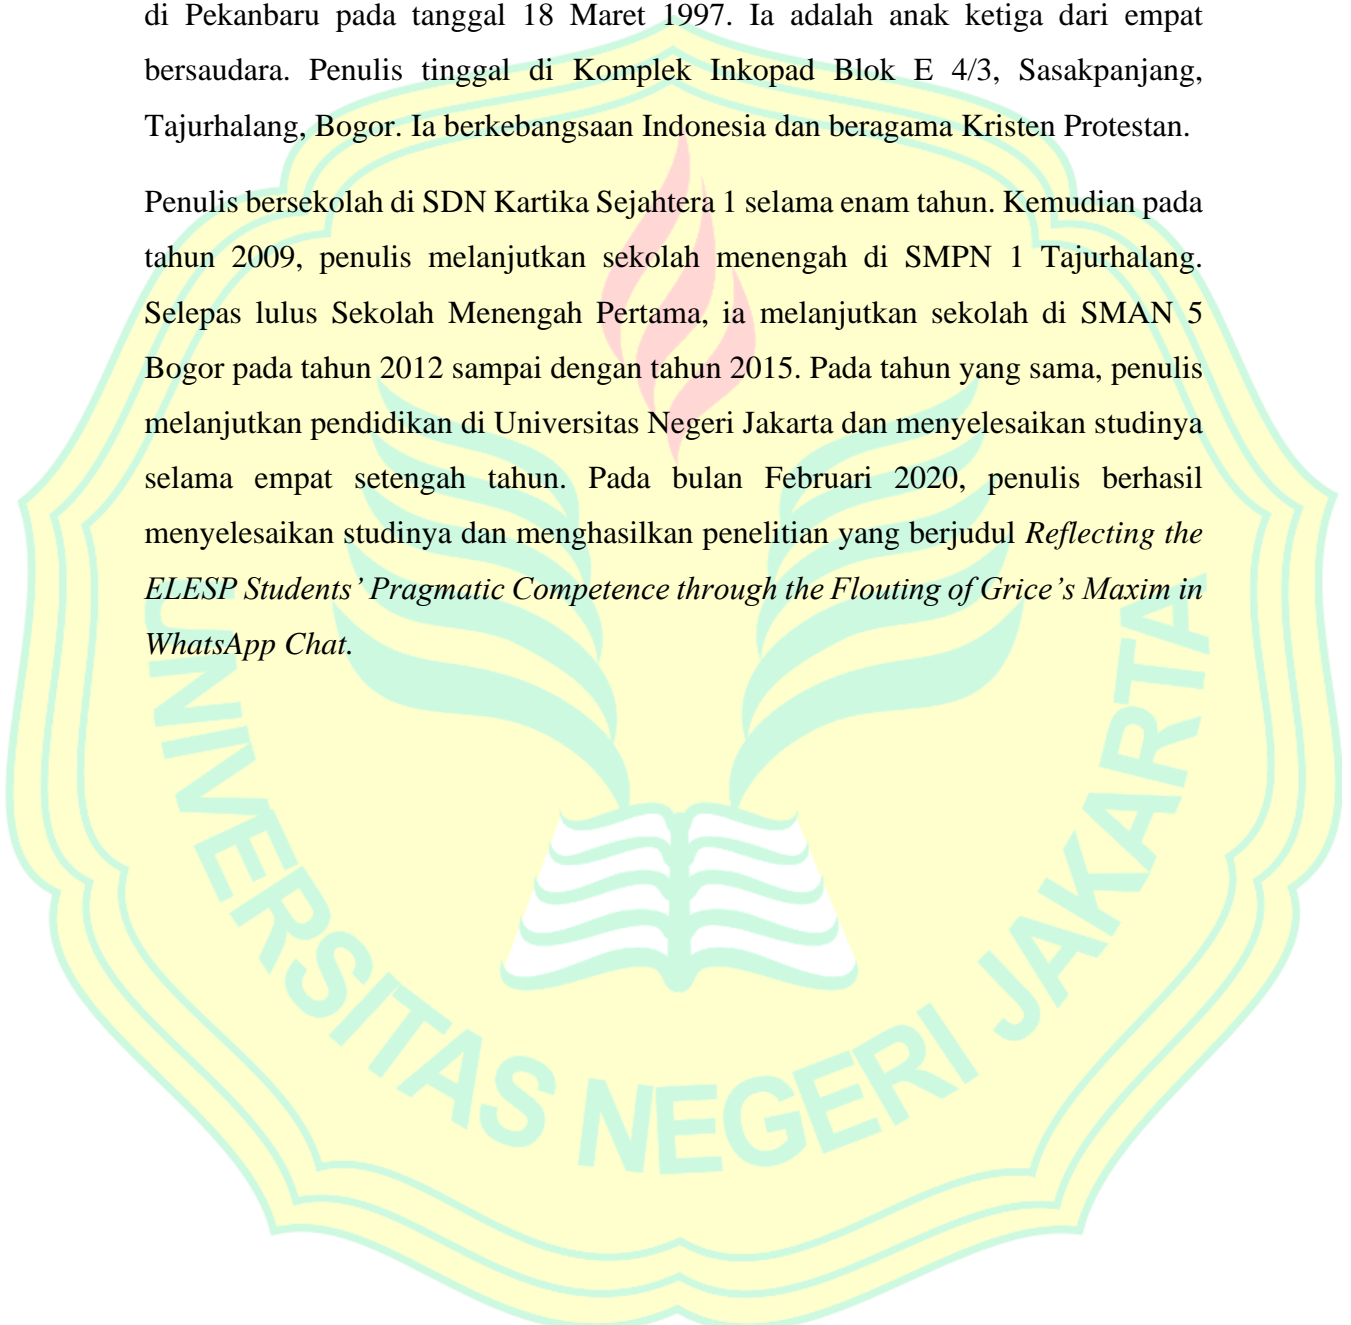 di Pekanbaru pada tanggal 18 Maret 1997. Ia adalah anak ketiga dari empat
bersaudara. Penulis tinggal di Komplek Inkopad Blok E 4/3, Sasakpanjang,
Tajurhalang, Bogor. Ia berkebangsaan Indonesia dan beragama Kristen Protestan.
Penulis bersekolah di SDN Kartika Sejahtera 1 selama enam tahun. Kemudian pada
tahun 2009, penulis melanjutkan sekolah menengah di SMPN 1 Tajurhalang.
Selepas lulus Sekolah Menengah Pertama, ia melanjutkan sekolah di SMAN 5
Bogor pada tahun 2012 sampai dengan tahun 2015. Pada tahun yang sama, penulis
melanjutkan pendidikan di Universitas Negeri Jakarta dan menyelesaikan studinya
selama empat setengah tahun. Pada bulan Februari 2020, penulis berhasil
menyelesaikan studinya dan menghasilkan penelitian yang berjudul Reflecting the
ELESP Students’ Pragmatic Competence through the Flouting of Grice’s Maxim in
WhatsApp Chat.
UNIVERSITAS NEGERI JAKARTA